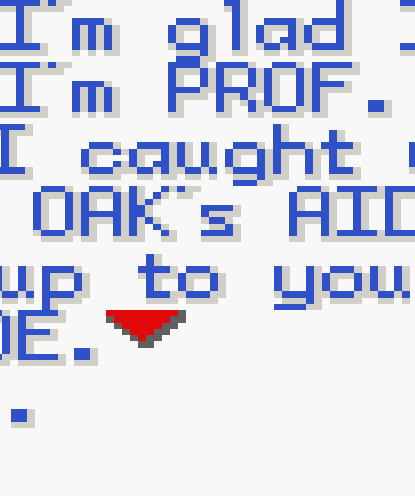 I'm glad
I'm PROF.
I caught
OAK's AID
up to you
E.
.